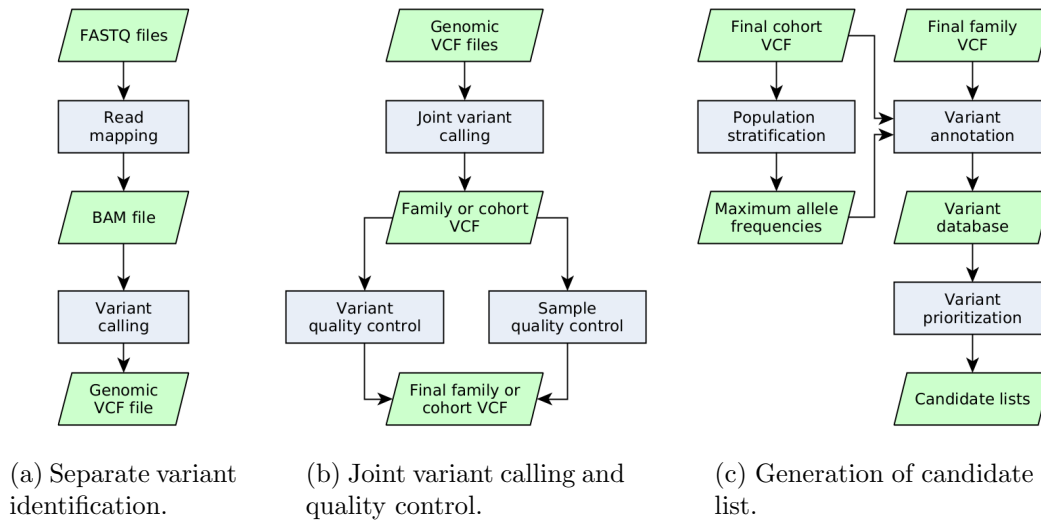 FASTQ files
Read
mapping
BAM file
Variant
calling
Genomic
VCF file
(a) Separate variant
identification.
Genomic
VCF files
Joint variant
calling
Family or cohort
VCF
Variant
quality control
Sample
quality control
Final family or
cohort VCF
(b) Joint variant calling and
quality control.
Final cohort
VCF
Population
stratification
Maximum allele
frequencies
Final family
VCF
Variant
annotation
Variant
database
Variant
prioritization
Candidate lists
(c) Generation of candidate
list.